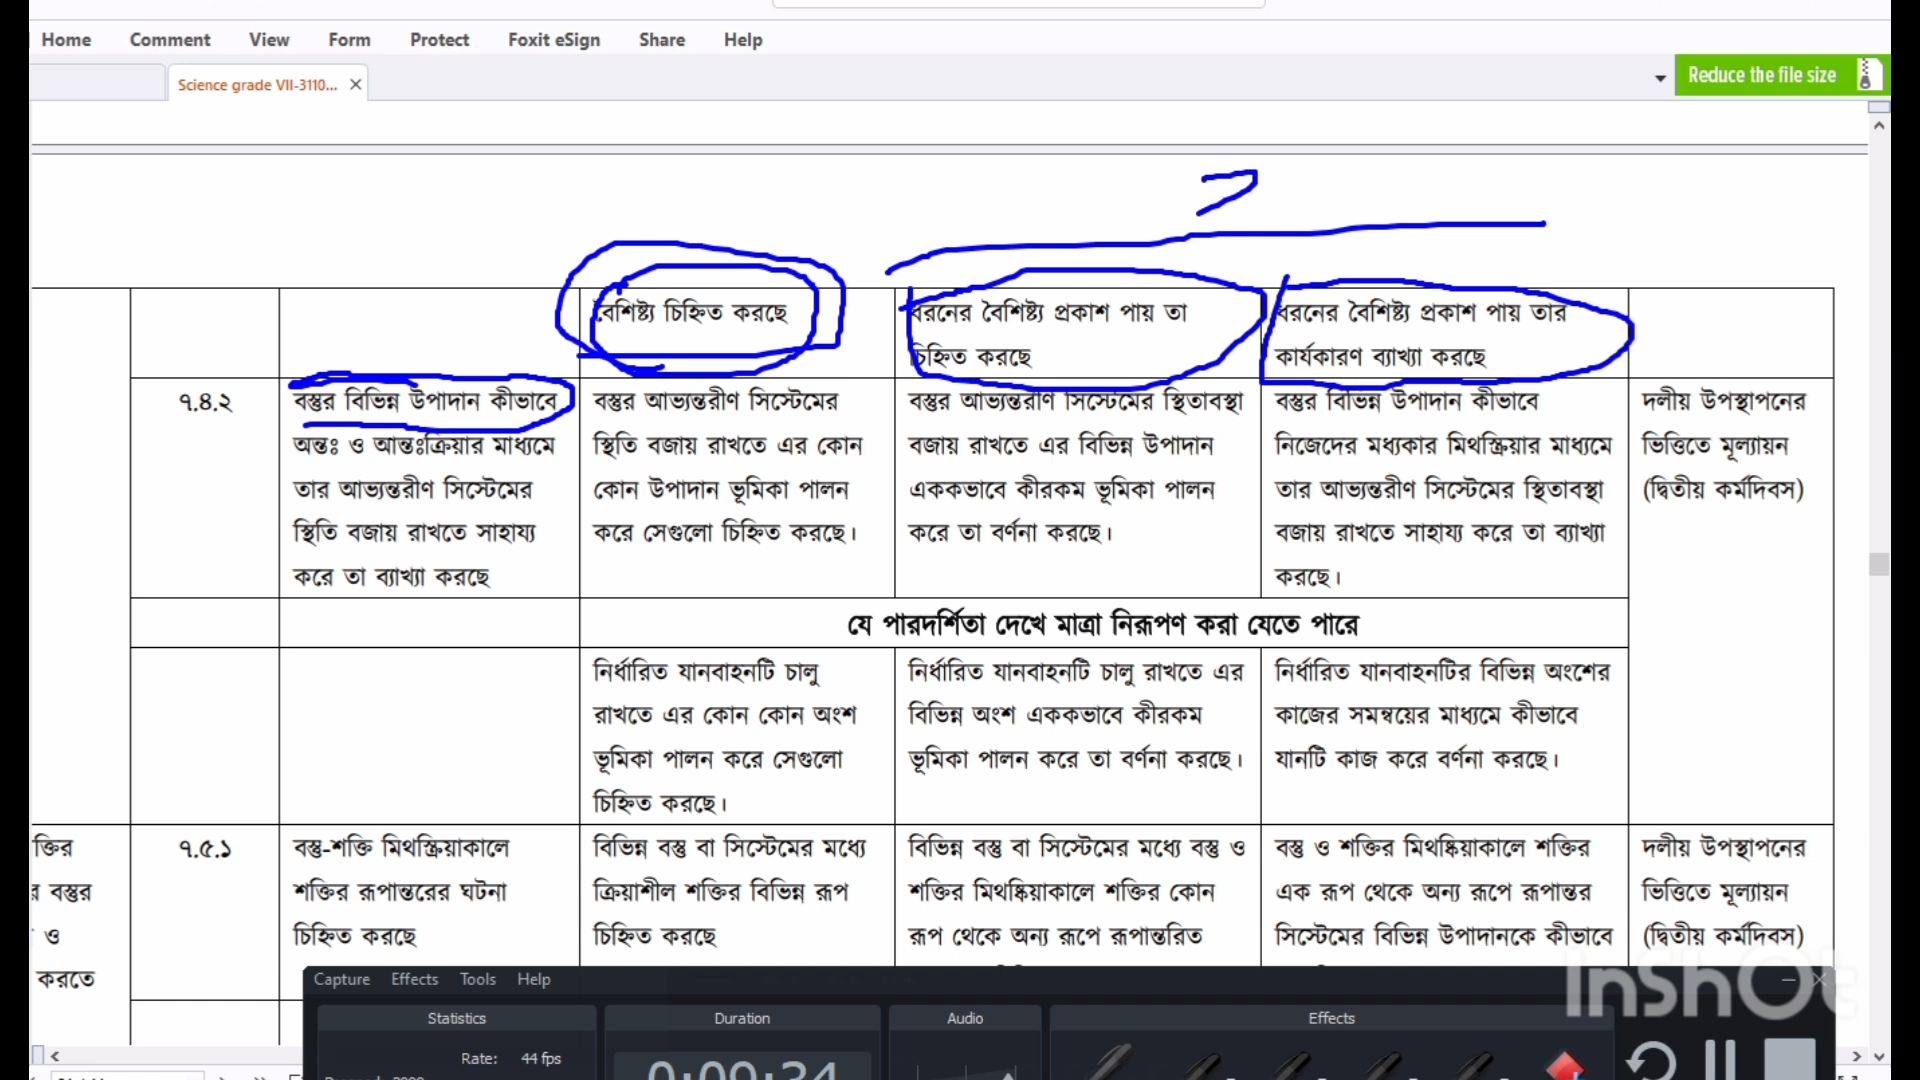 Home Comment View Form Protect Foxit eSign Share Help
Science grade VII-3110...
Reduce the file size
বৈশিষ্ট্য চিহ্নিত করছে
ধরনের বৈশিষ্ট্য প্রকাশ পায় তা
চিহ্নিত করছে
ধরনের বৈশিষ্ট্য প্রকাশ পায় তার
কার্যকারণ ব্যাখ্যা করছে
৭.৪.২
বস্তুর বিভিন্ন উপাদান কীভাবে
অন্তঃ ও আন্তঃক্রিয়ার মাধ্যমে
তার আভ্যন্তরীণ সিস্টেমের
স্থিতি বজায় রাখতে সাহায্য
করে তা ব্যাখ্যা করছে
বস্তুর আভ্যন্তরীণ সিস্টেমের
স্থিতি বজায় রাখতে এর কোন
কোন উপাদান ভূমিকা পালন
করে সেগুলো চিহ্নিত করছে।
বস্তুর আভ্যন্তরীণ সিস্টেমের স্থিতাবস্থা
বজায় রাখতে এর বিভিন্ন উপাদান
এককভাবে কীরকম ভূমিকা পালন
করে তা বর্ণনা করছে।
বস্তুর বিভিন্ন উপাদান কীভাবে
নিজেদের মধ্যকার মিথস্ক্রিয়ার মাধ্যমে
তার আভ্যন্তরীণ সিস্টেমের স্থিতাবস্থা
বজায় রাখতে সাহায্য করে তা ব্যাখ্যা
করছে।
দলীয় উপস্থাপনের
ভিত্তিতে মূল্যায়ন
(দ্বিতীয় কর্মদিবস)
যে পারদর্শিতা দেখে মাত্রা নিরূপণ করা যেতে পারে
নির্ধারিত যানবাহনটি চালু
রাখতে এর কোন কোন অংশ
ভূমিকা পালন করে সেগুলো
চিহ্নিত করছে।
নির্ধারিত যানবাহনটি চালু রাখতে এর
বিভিন্ন অংশ এককভাবে কীরকম
ভূমিকা পালন করে তা বর্ণনা করছে।
নির্ধারিত যানবাহনটির বিভিন্ন অংশের
কাজের সমন্বয়ের মাধ্যমে কীভাবে
যানটি কাজ করে বর্ণনা করছে।
ক্তির
র বস্তুর
ও
করতে
৭.৫.১
বস্তু-শক্তি মিথস্ক্রিয়াকালে
শক্তির রূপান্তরের ঘটনা
চিহ্নিত করছে
বিভিন্ন বস্তু বা সিস্টেমের মধ্যে
ক্রিয়াশীল শক্তির বিভিন্ন রূপ
চিহ্নিত করছে
বিভিন্ন বস্তু বা সিস্টেমের মধ্যে বস্তু ও
শক্তির মিথষ্কিয়াকালে শক্তির কোন
রূপ থেকে অন্য রূপে রূপান্তরিত
বস্তু ও শক্তির মিথষ্কিয়াকালে শক্তির
এক রূপ থেকে অন্য রূপে রূপান্তর
সিস্টেমের বিভিন্ন উপাদানকে কীভাবে
দলীয় উপস্থাপনের
ভিত্তিতে মূল্যায়ন
(দ্বিতীয় কর্মদিবস)
InShOt
Capture Effects Tools Help
Statistics Duration Audio Effects
Rate: 44 fps
0:00:34